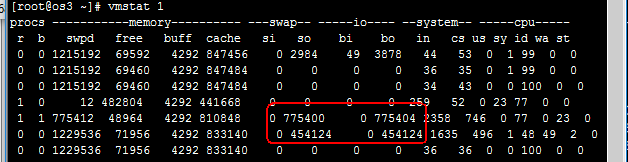 [root@os3 ~]# vmstat 1
procs -----------memory---------- ---swap-- -----io---- --system-- -----cpu-----
r b swpd free buff cache si so bi bo in cs us sy id wa st
0 0 1215192 69592 4292 847456 0 2984 49 3878 44 53 0 1 99 0 0
0 0 1215192 69460 4292 847484 0 0 0 0 36 35 0 1 99 0 0
0 0 1215192 69460 4292 847484 0 0 0 0 34 43 0 0 100 0 0
1 0 12 482804 4292 441668 0 0 0 0 259 52 0 23 77 0 0
1 1 775412 48964 4292 810848 0 775400 0 775404 2358 746 0 77 0 23 0
0 0 1229536 71956 4292 833140 0 454124 0 454124 1635 496 1 48 49 2 0
0 0 1229536 71956 4292 833140 0 0 0 0 36 36 0 0 100 0 0